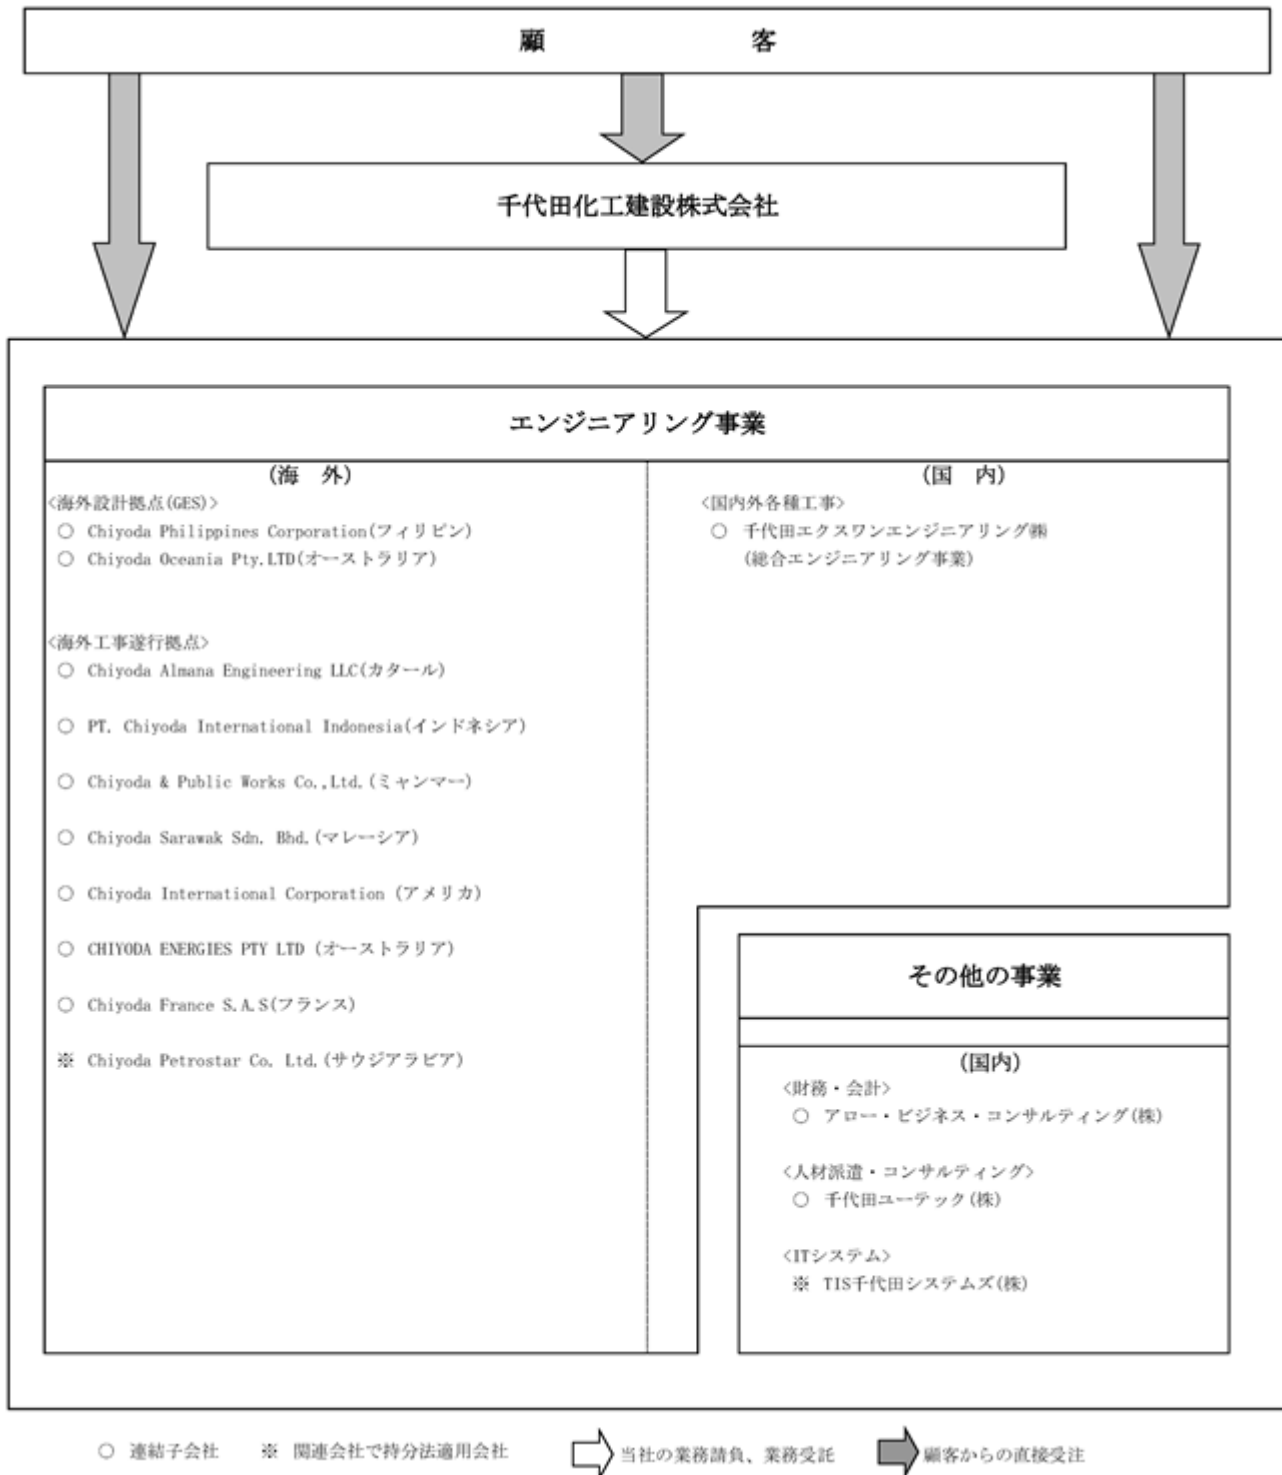 顧　客
千代田化工建設株式会社
エンジニアリング事業
(海　外)
<海外設計拠点(GES)>
○ Chiyoda Philippines Corporation(フィリピン)
○ Chiyoda Oceania Pty.LTD(オーストラリア)
<海外工事遂行拠点>
○ Chiyoda Almana Engineering LLC(カタール)
○ PT. Chiyoda International Indonesia(インドネシア)
○ Chiyoda & Public Works Co.,Ltd.(ミャンマー)
○ Chiyoda Sarawak Sdn. Bhd.(マレーシア)
○ Chiyoda International Corporation (アメリカ)
○ CHIYODA ENERGIES PTY LTD (オーストラリア)
○ Chiyoda France S.A.S(フランス)
※ Chiyoda Petrostar Co. Ltd.(サウジアラビア)
(国　内)
<国内外各種工事>
○ 千代田エクスワンエンジニアリング㈱
(総合エンジニアリング事業)
その他の事業
(国内)
<財務・会計>
○ アロー・ビジネス・コンサルティング(株)
<人材派遣・コンサルティング>
○ 千代田ユーテック(株)
<ITシステム>
※ TIS千代田システムズ(株)
○ 連結子会社　※ 関連会社で持分法適用会社　当社の業務請負、業務受託　顧客からの直接受注